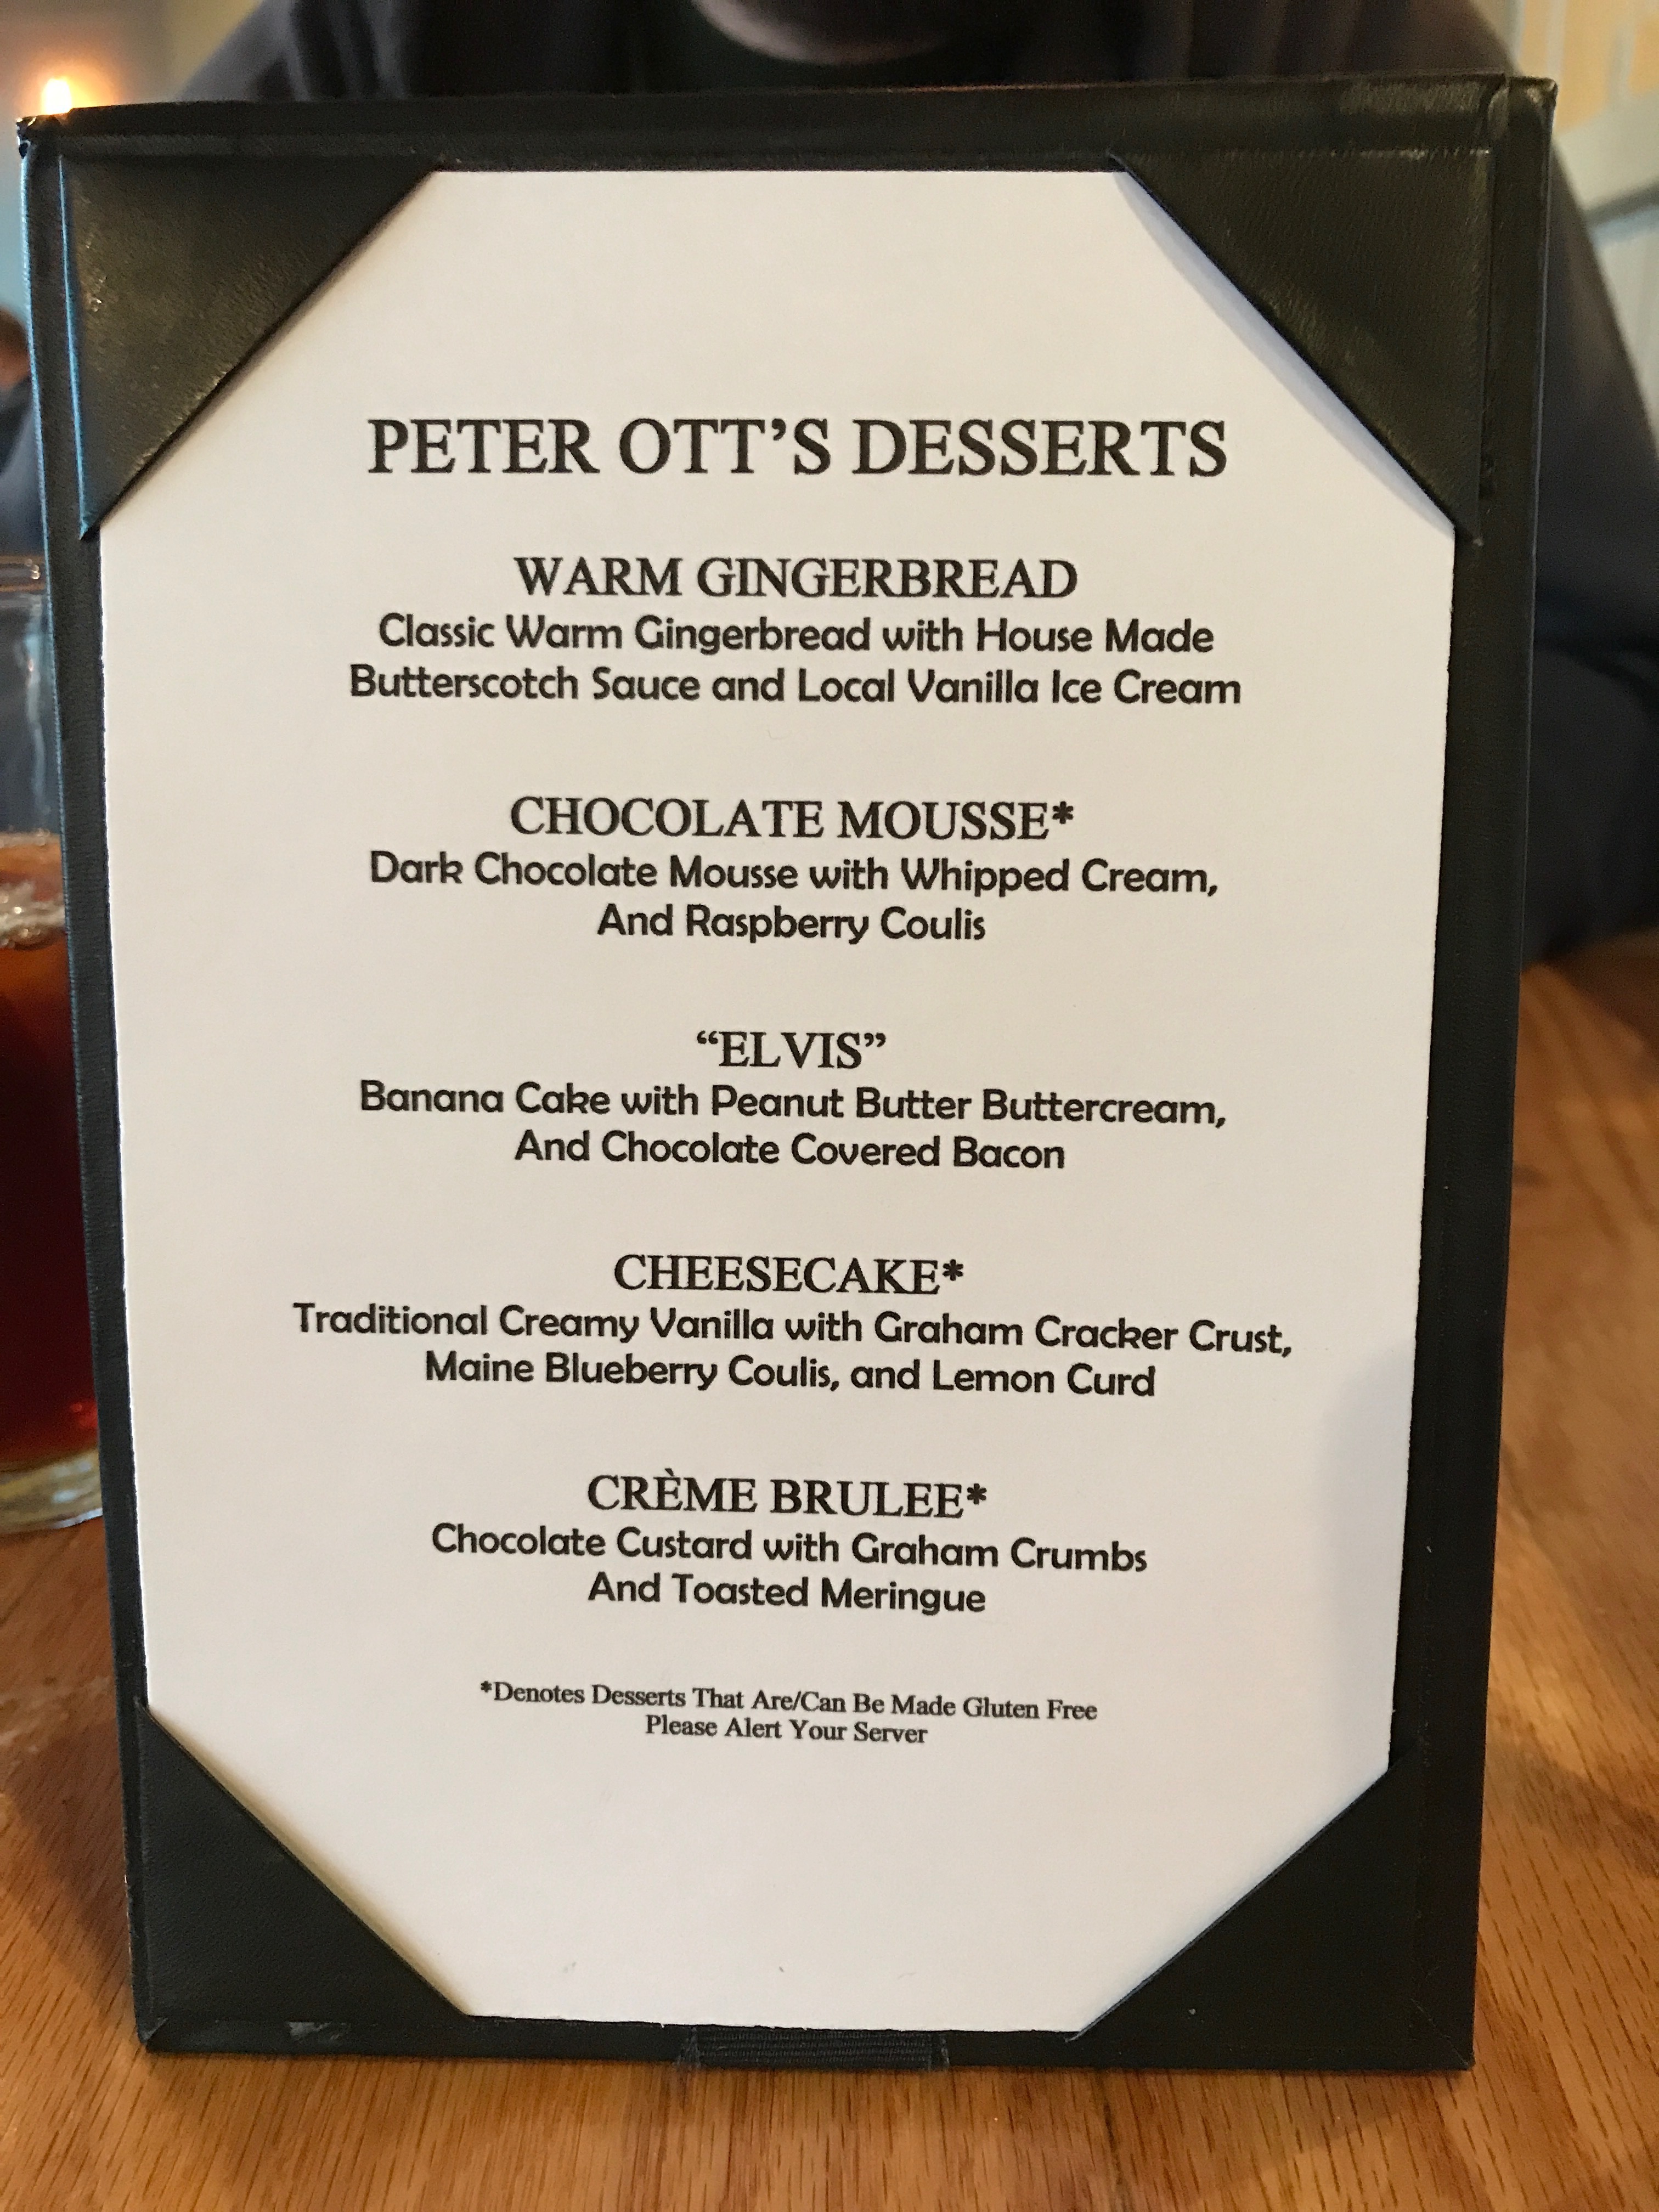 PETER OTT’S DESSERTS
WARM GINGERBREAD
Classic Warm Gingerbread with House Made
Butterscotch Sauce and Local Vanilla Ice Cream
CHOCOLATE MOUSSE*
Dark Chocolate Mousse with Whipped Cream,
And Raspberry Coulis
“ELVIS”
Banana Cake with Peanut Butter Buttercream,
And Chocolate Covered Bacon
CHEESECAKE*
Traditional Creamy Vanilla with Graham Cracker Crust,
Maine Blueberry Coulis, and Lemon Curd
CRÈME BRULEE*
Chocolate Custard with Graham Crumbs
And Toasted Meringue
*Denotes Desserts That Are/Can Be Made Gluten Free
Please Alert Your Server